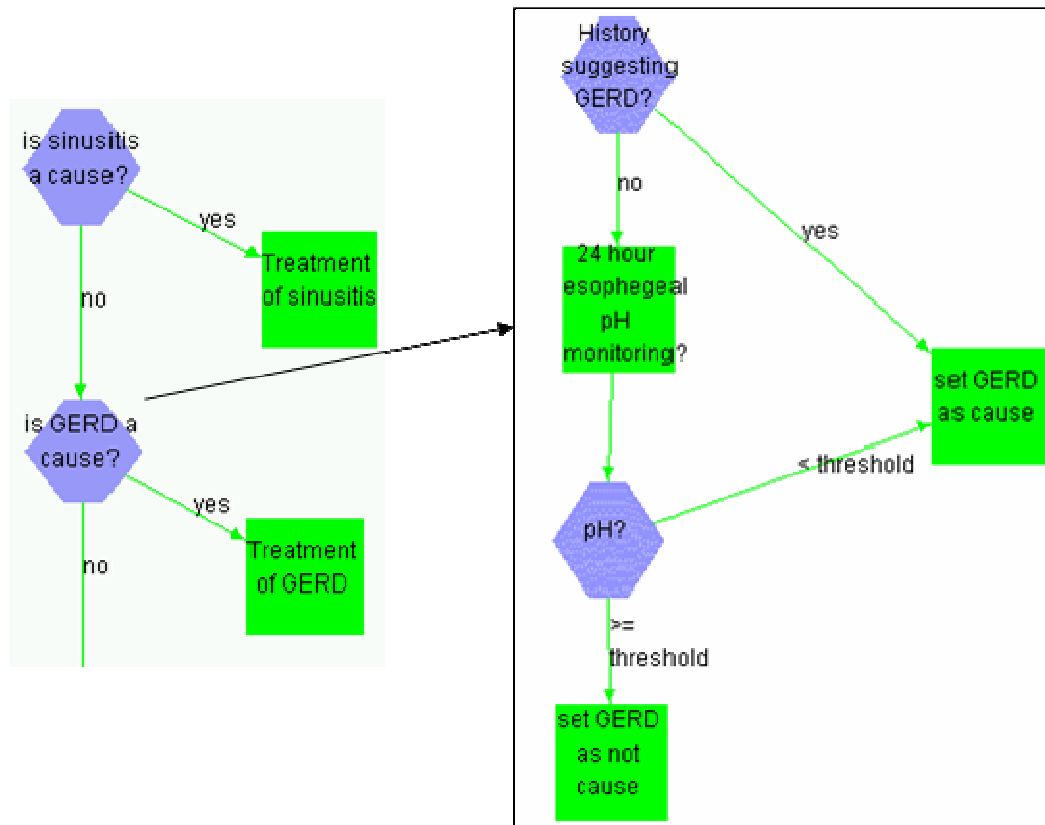 is sinusitis
a cause?
yes
Treatment
of sinusitis
no
is GERD a
cause?
yes
Treatment
of GERD
no
History
suggesting
GERD?
no
yes
24 hour
esophegeal
pH
monitoring?
set GERD
as cause
< threshold
pH?
>=
threshold
set GERD
as not
cause